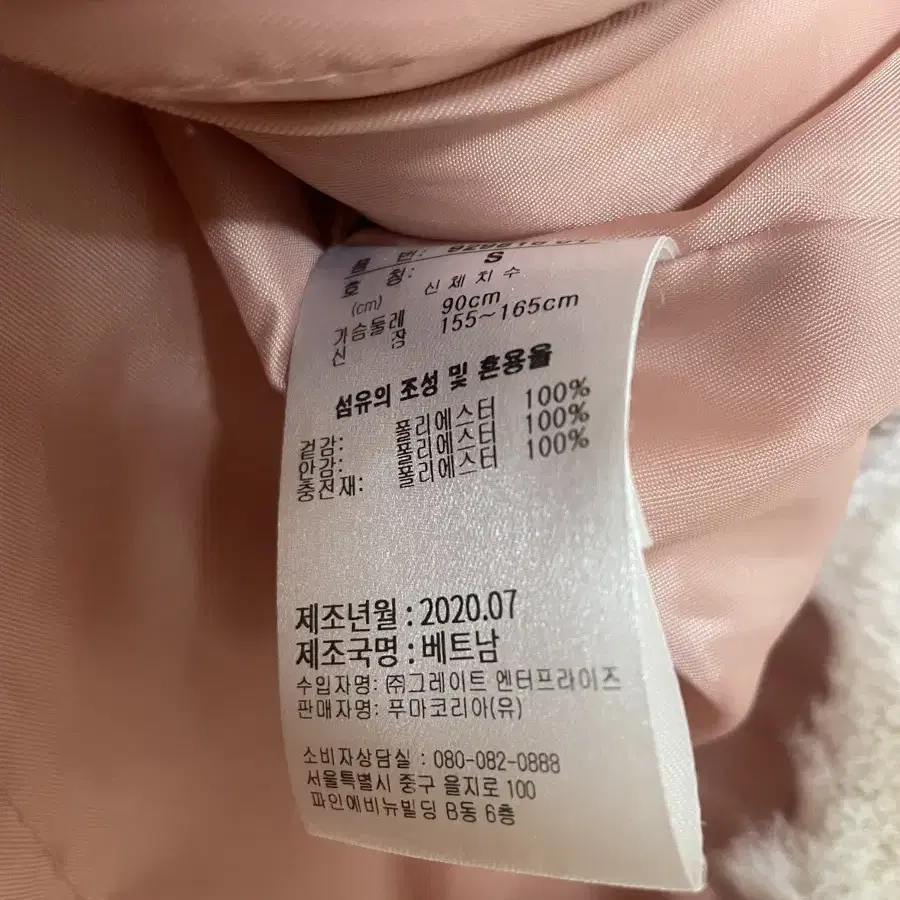 품 번:
호 칭: S
(cm) 신체치수
가슴둘레 90cm
신 장 155~165cm
섬유의 조성 및 혼용율
겉감: 폴리에스터 100%
안감: 폴리에스터 100%
충전재: 폴리에스터 100%
제조년월 : 2020.07
제조국명 : 베트남
수입자명: ㈜그레이트 엔터프라이즈
판매자명: 푸마코리아(유)
소비자상담실 : 080-082-0888
서울특별시 중구 을지로 100
파인에비뉴빌딩 B동 6층